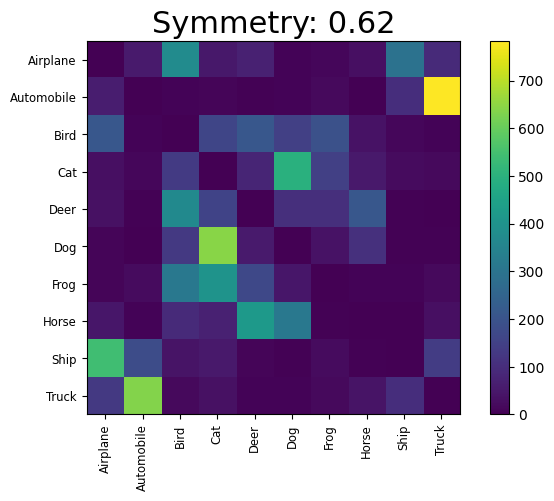 Symmetry: 0.62
Airplane
Automobile
Bird
Cat
Deer
Dog
Frog
Horse
Ship
Truck
Airplane
Automobile
Bird
Cat
Deer
Dog
Frog
Horse
Ship
Truck
700
600
500
400
300
200
100
0